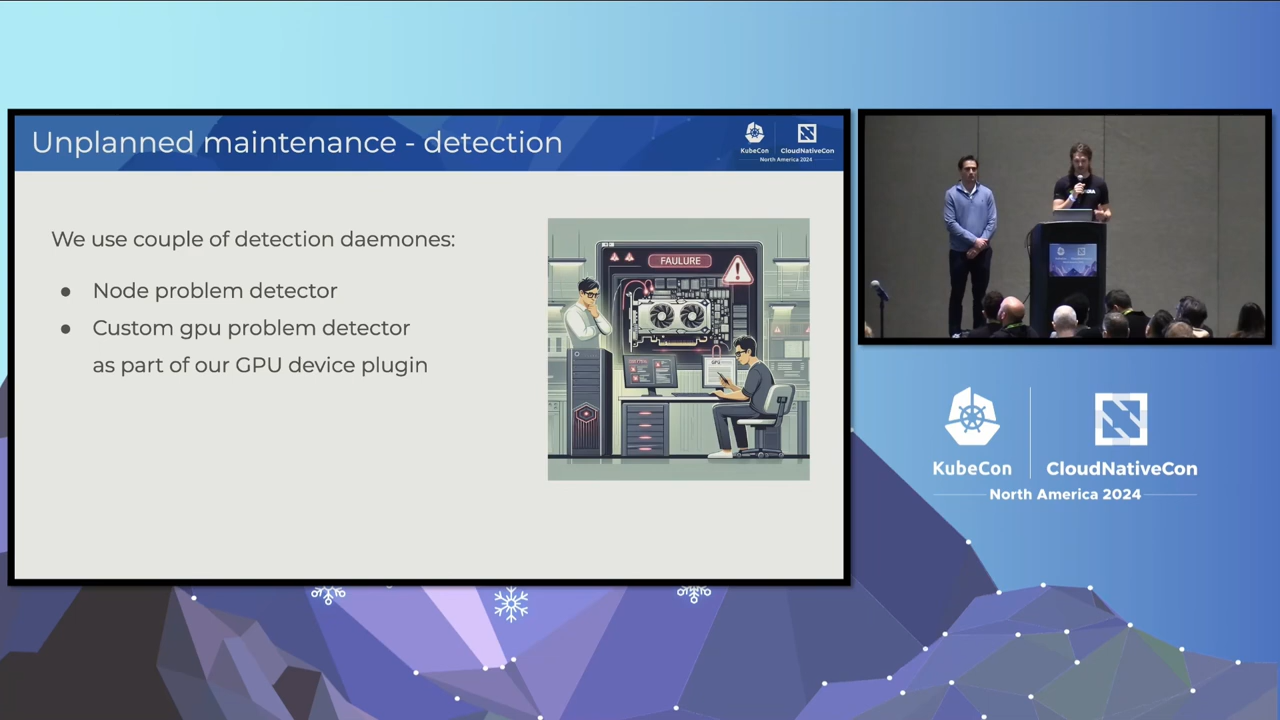 Unplanned maintenance - detection
KubeCon
CloudNativeCon
North America 2024
We use couple of detection daemones:
● Node problem detector
● Custom gpu problem detector
as part of our GPU device plugin
FAULURE
GPU
KubeCon
CloudNativeCon
North America 2024